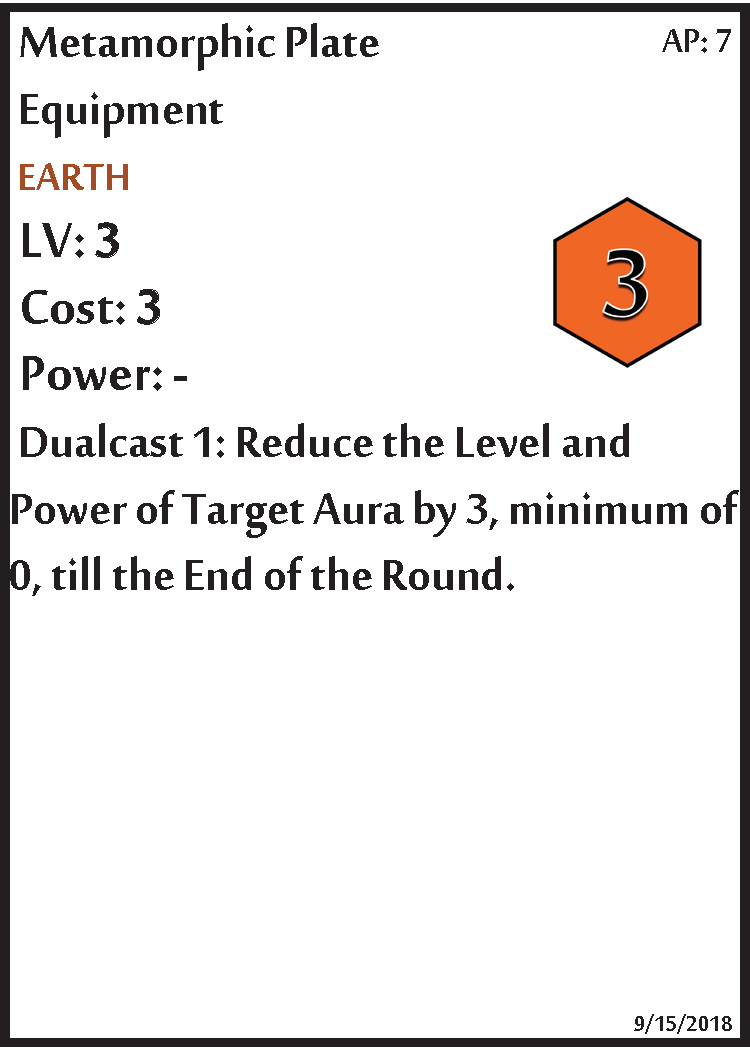 Metamorphic Plate
AP: 7
Equipment
EARTH
LV: 3
3
Cost: 3
Power: -
Dualcast 1: Reduce the Level and
Power of Target Aura by 3, minimum of
0, till the End of the Round.
9/15/2018